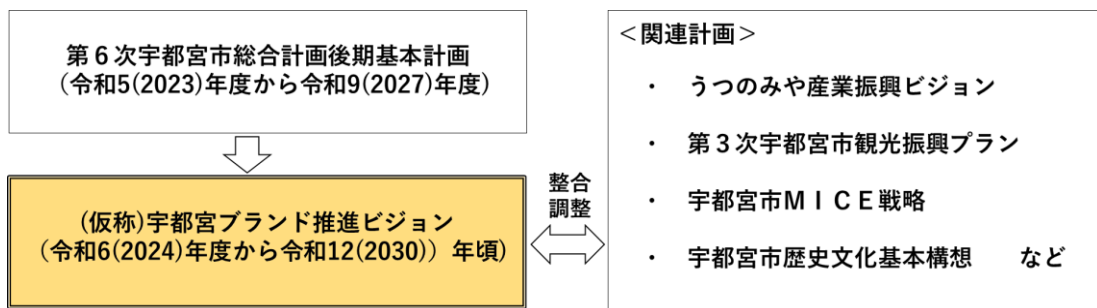 第６次宇都宮市総合計画後期基本計画
（令和5(2023)年度から令和9(2027)年度）
(仮称)宇都宮ブランド推進ビジョン
（令和6(2024)年度から令和12(2030)）年頃）
整合
調整
＜関連計画＞
・ うつのみや産業振興ビジョン
・ 第３次宇都宮市観光振興プラン
・ 宇都宮市ＭＩＣＥ戦略
・ 宇都宮市歴史文化基本構想　　など